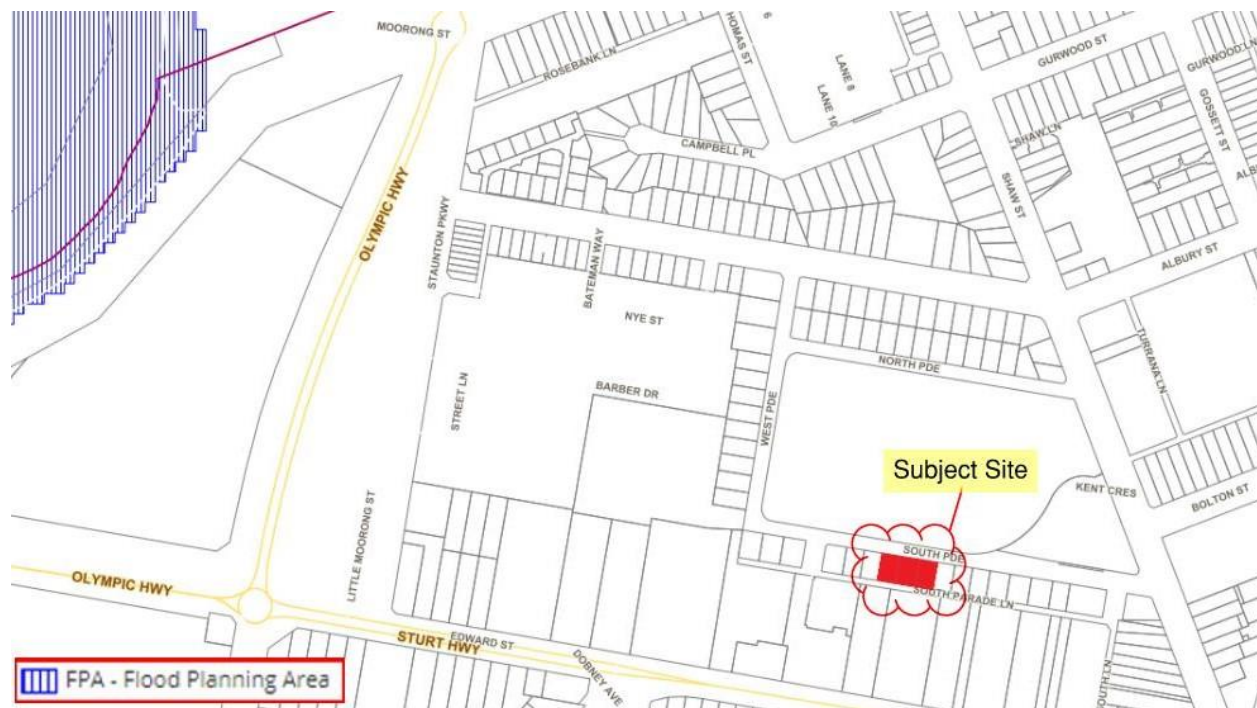 MOORONG ST
ROSEBANK LN
THOMAS ST
6
LANE 8
LANE 10
GURWOOD ST
GURWOOD LN
GOSSETT ST
SHAW LN
CAMPBELL PL
SHAW ST
OLYMPIC HWY
STAUNTON PKWY
BATEMAN WAY
ALBURY ST
NYE ST
NORTH PDE
TURRANA LN
BARBER DR
STREET LN
WEST PDE
Subject Site
KENT CRES
BOLTON ST
LITTLE MOORONG ST
SOUTH PDE
OLYMPIC HWY
SOUTH PARADE LN
EDWARD ST
STURT HWY
DOBNEY AVE
FPA - Flood Planning Area